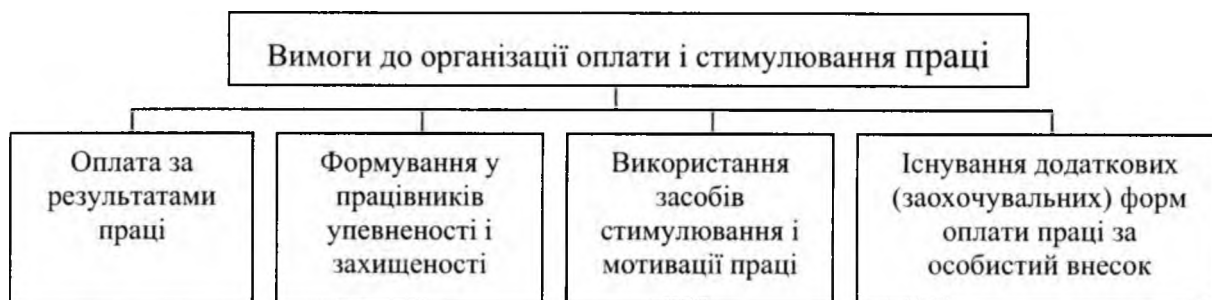 Вимоги до організації оплати і стимулювання праці
Оплата за
результатами
праці
Формування у
працівників
упевненості і
захищеності
Використання
засобів
стимулювання і
мотивації праці
Існування додаткових
(заохочувальних) форм
оплати праці за
особистий внесок